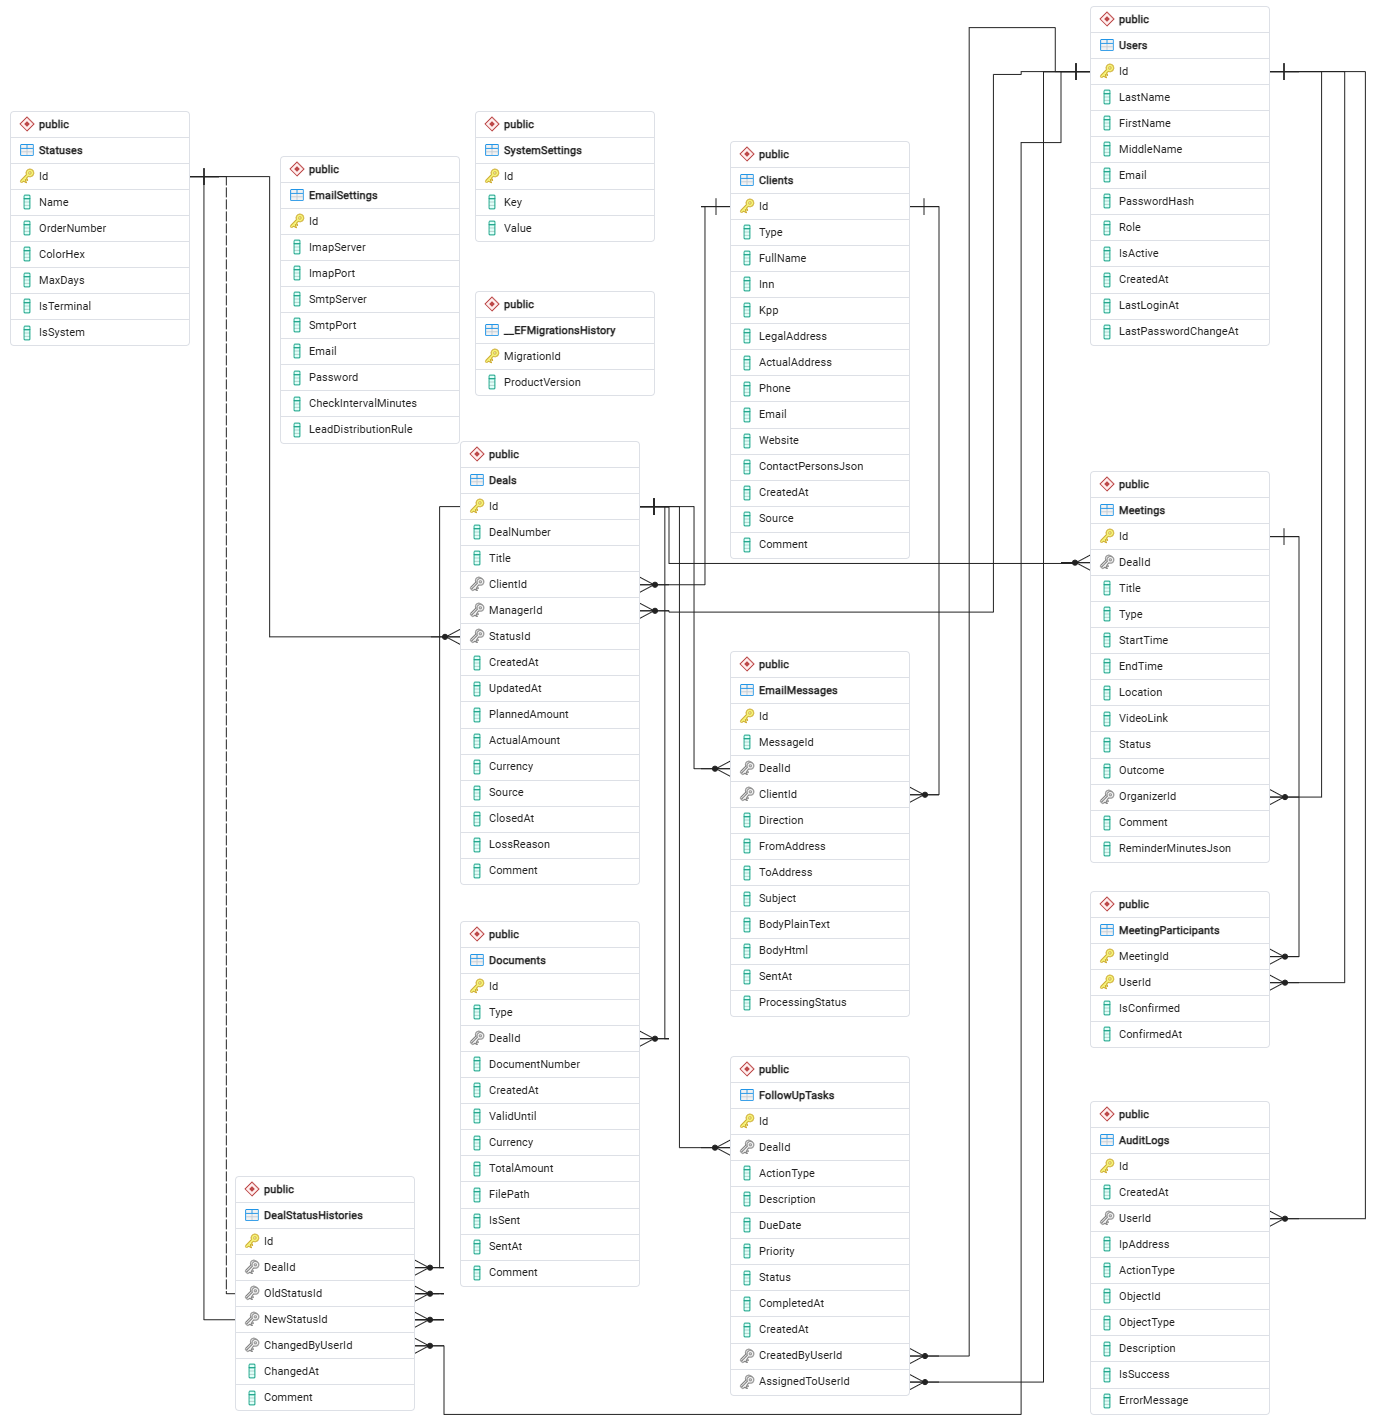 public
Statuses
Id
Name
OrderNumber
ColorHex
MaxDays
IsTerminal
IsSystem
public
EmailSettings
Id
ImapServer
ImapPort
SmtpServer
SmtpPort
Email
Password
CheckIntervalMinutes
LeadDistributionRule
public
SystemSettings
Id
Key
Value
public
__EFMigrationsHistory
MigrationId
ProductVersion
public
Deals
Id
DealNumber
Title
ClientId
ManagerId
StatusId
CreatedAt
UpdatedAt
PlannedAmount
ActualAmount
Currency
Source
ClosedAt
LossReason
Comment
public
Documents
Id
Type
DealId
DocumentNumber
CreatedAt
ValidUntil
Currency
TotalAmount
FilePath
IsSent
SentAt
Comment
public
DealStatusHistories
Id
DealId
OldStatusId
NewStatusId
ChangedByUserId
ChangedAt
Comment
public
Clients
Id
Type
FullName
Inn
Kpp
LegalAddress
ActualAddress
Phone
Email
Website
ContactPersonsJson
CreatedAt
Source
Comment
public
EmailMessages
Id
MessageId
DealId
ClientId
Direction
FromAddress
ToAddress
Subject
BodyPlainText
BodyHtml
SentAt
ProcessingStatus
public
FollowUpTasks
Id
DealId
ActionType
Description
DueDate
Priority
Status
CompletedAt
CreatedAt
CreatedByUserId
AssignedToUserId
public
Users
Id
LastName
FirstName
MiddleName
Email
PasswordHash
Role
IsActive
CreatedAt
LastLoginAt
LastPasswordChangeAt
public
Meetings
Id
DealId
Title
Type
StartTime
EndTime
Location
VideoLink
Status
Outcome
OrganizerId
Comment
ReminderMinutesJson
public
MeetingParticipants
MeetingId
UserId
IsConfirmed
ConfirmedAt
public
AuditLogs
Id
CreatedAt
UserId
IpAddress
ActionType
ObjectId
ObjectType
Description
IsSuccess
ErrorMessage